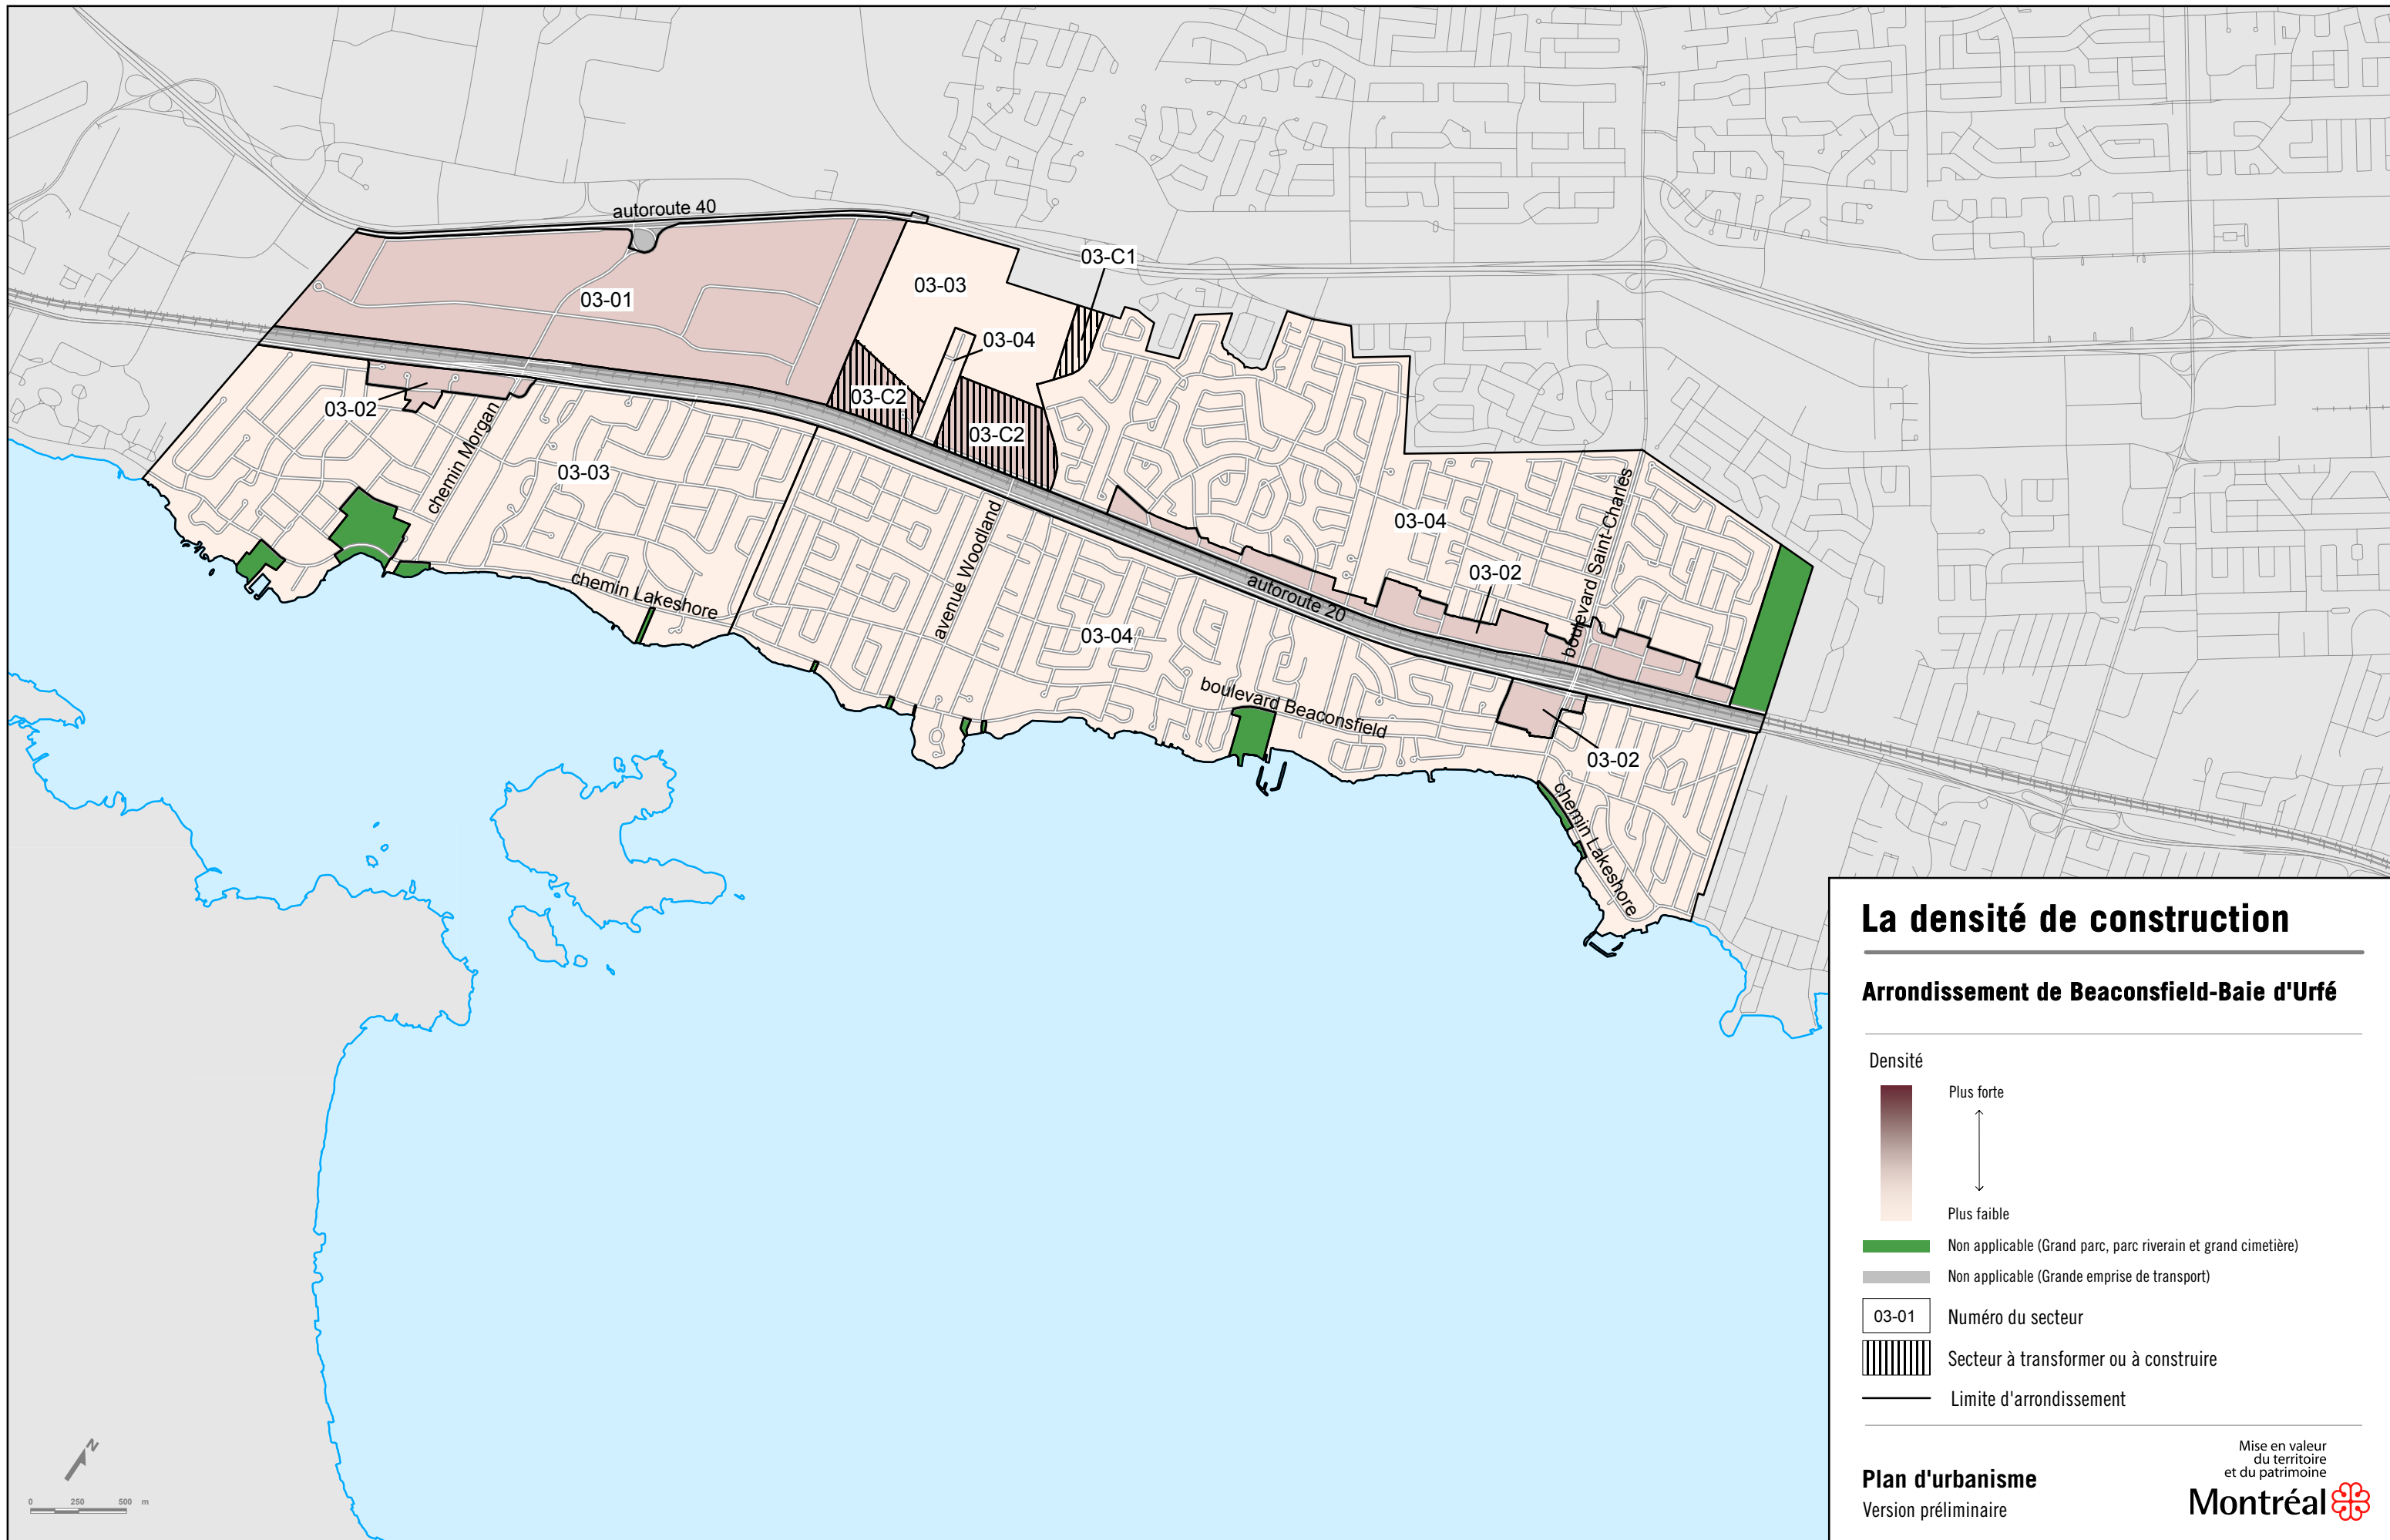 autoroute 40
03-C1
03-03
03-01
03-04
03-C2
03-02
03-C2
chemin Morgan
03-03
boulevard Saint-Charles
03-04
avenue Woodland
03-02
chemin Lakeshore
autoroute 20
03-04
boulevard Beaconsfield
03-02
chemin Lakeshore
La densité de construction
Arrondissement de Beaconsfield-Baie d'Urfé
Densité
Plus forte
Plus faible
Non applicable (Grand parc, parc riverain et grand cimetière)
Non applicable (Grande emprise de transport)
03-01 Numéro du secteur
Secteur à transformer ou à construire
Limite d'arrondissement
N
0 250 500 m
Plan d'urbanisme
Version préliminaire
Mise en valeur
du territoire
et du patrimoine
Montréal